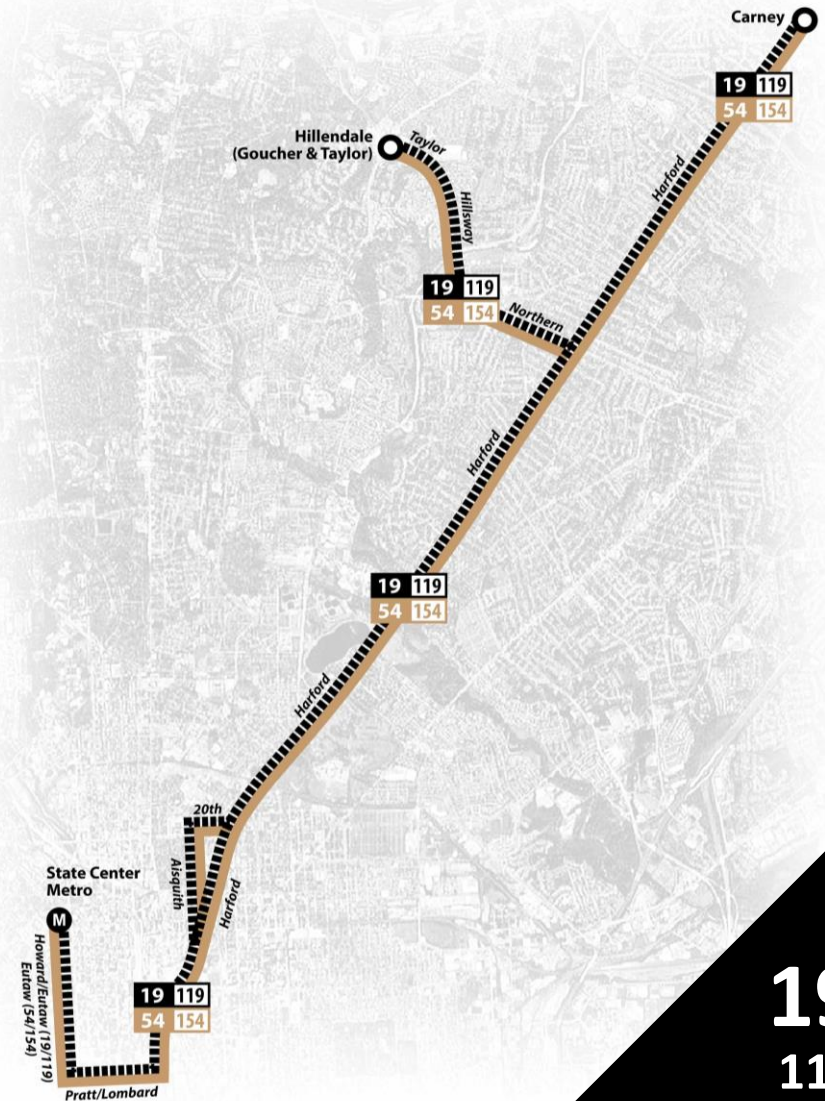 Carney
19 119
54 154
Hillendale
(Goucher & Taylor)
Taylor
Harford
Hillsway
19 119
54 154
Northern
Harford
19 119
54 154
Harford
20th
Aisquith
Harford
State Center
Metro
M
Howard/Eutaw (19/119)
Eutaw (54/154)
19 119
54 154
Pratt/Lombard